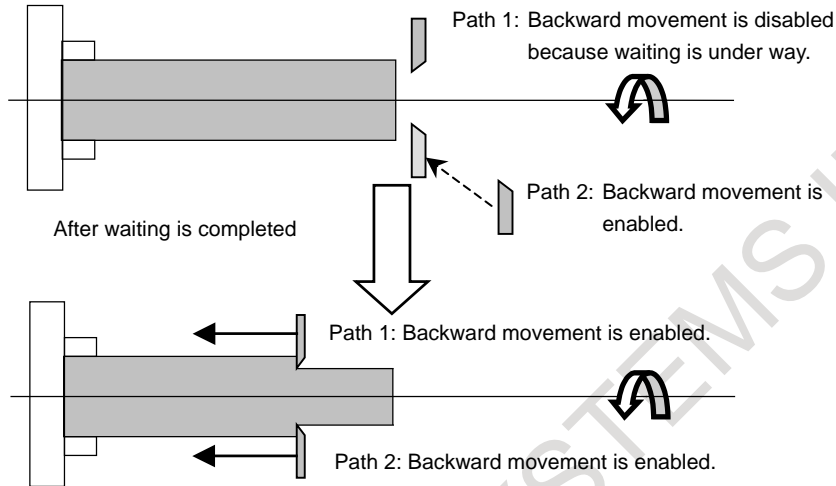 Path 1: Backward movement is disabled
because waiting is under way.
Path 2: Backward movement is
enabled.
After waiting is completed
Path 1: Backward movement is enabled.
Path 2: Backward movement is enabled.
STEMS